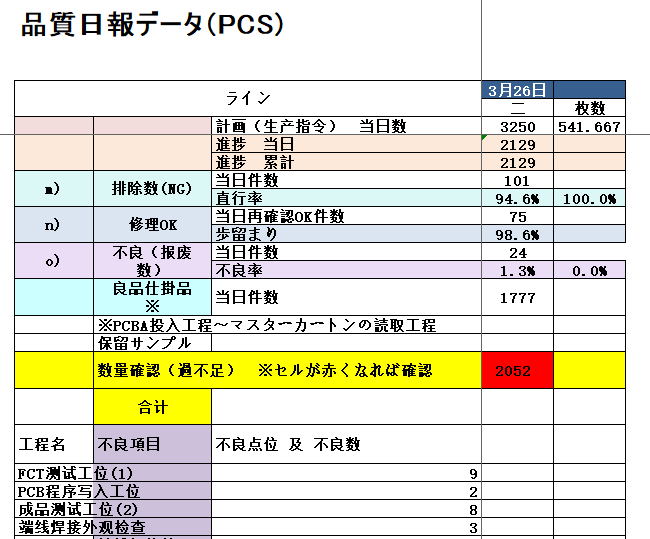 品質日報データ(PCS)
ライン 3月26日
二 枚数
計画（生产指令） 当日数 3250 541.667
進捗 当日 2129
進捗 累計 2129
m) 排除数(NG) 当日件数 101
直行率 94.6% 100.0%
n) 修理OK 当日再確認OK件数 75
歩留まり 98.6%
o) 不良（报废数） 当日件数 24
不良率 1.3% 0.0%
良品仕掛品※ 当日件数 1777
※PCBA投入工程～マスターカートンの読取工程
保留サンプル
数量確認（過不足） ※セルが赤くなれば確認 2052
合计
工程名 不良項目 不良点位 及 不良数
FCT测试工位(1) 9
PCB程序写入工位 2
成品测试工位(2) 8
端线焊接外观检查 3